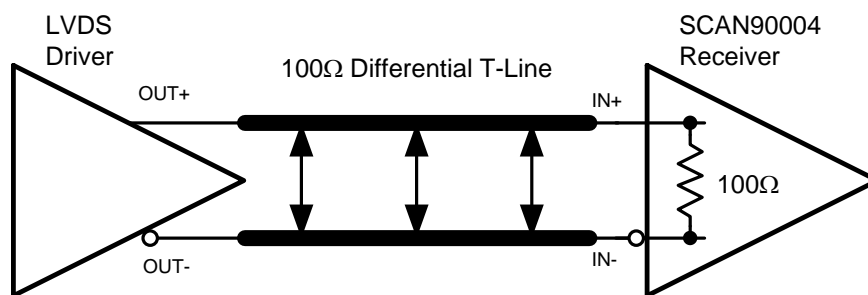 LVDS
Driver
SCAN90004
Receiver
100Ω Differential T-Line
OUT+
IN+
100Ω
OUT-
IN-